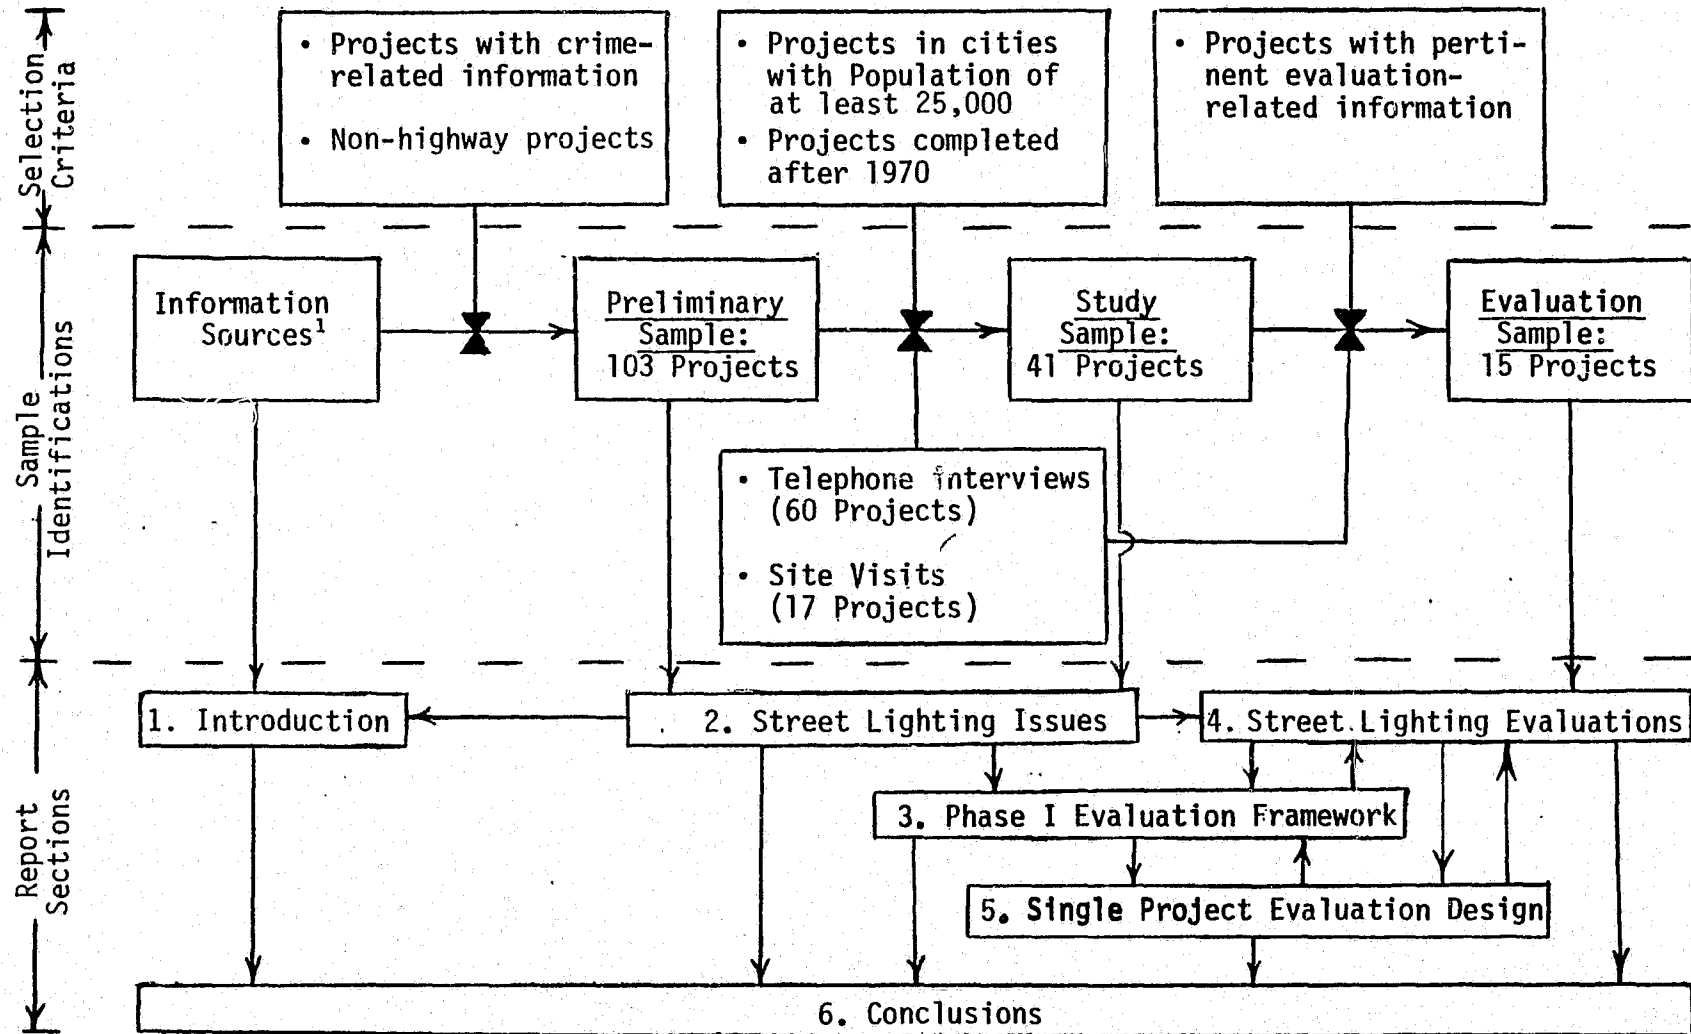 Selection
Criteria
• Projects with crime-
related information
• Non-highway projects
• Projects in cities
with Population of
at least 25,000
• Projects completed
after 1970
• Projects with perti-
nent evaluation-
related information
Sample
Identifications
Information
Sources¹
Preliminary
Sample:
103 Projects
Study
Sample:
41 Projects
Evaluation
Sample:
15 Projects
• Telephone interviews
(60 Projects)
• Site Visits
(17 Projects)
Report
Sections
1. Introduction
2. Street Lighting Issues
4. Street Lighting Evaluations
3. Phase I Evaluation Framework
5. Single Project Evaluation Design
6. Conclusions